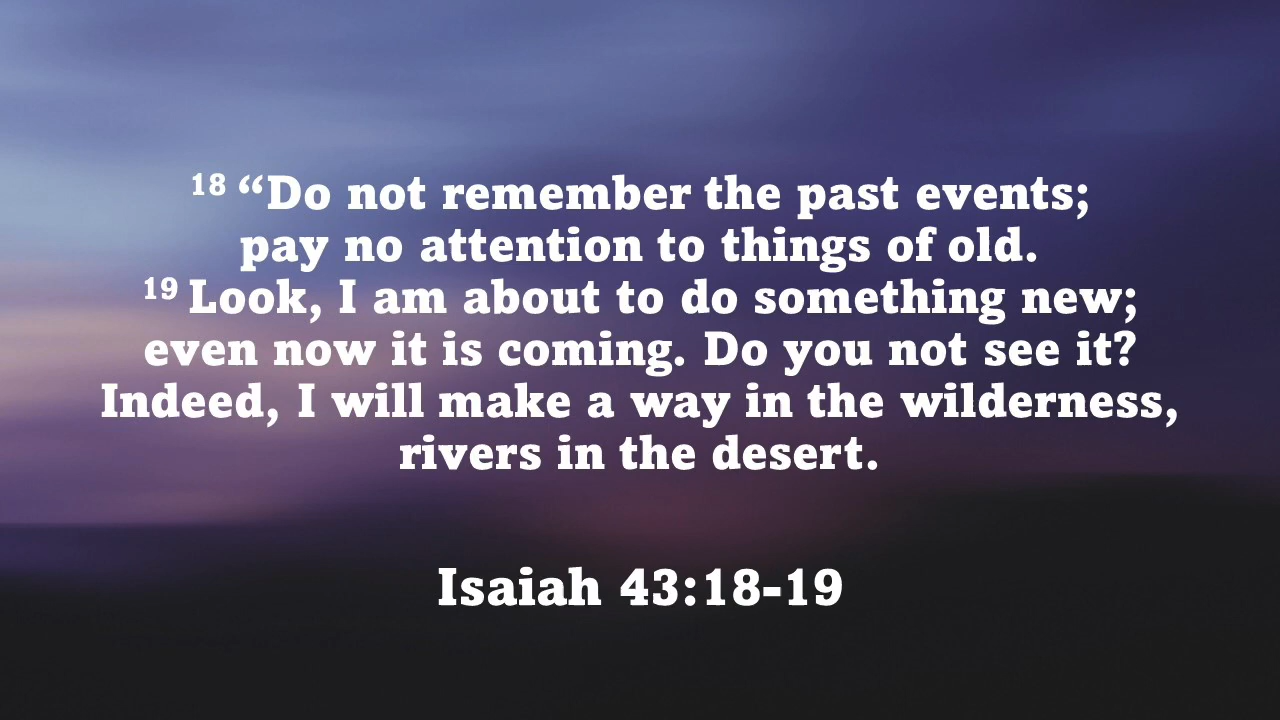 18 “Do not remember the past events;
pay no attention to things of old.
19 Look, I am about to do something new;
even now it is coming. Do you not see it?
Indeed, I will make a way in the wilderness,
rivers in the desert.
Isaiah 43:18-19